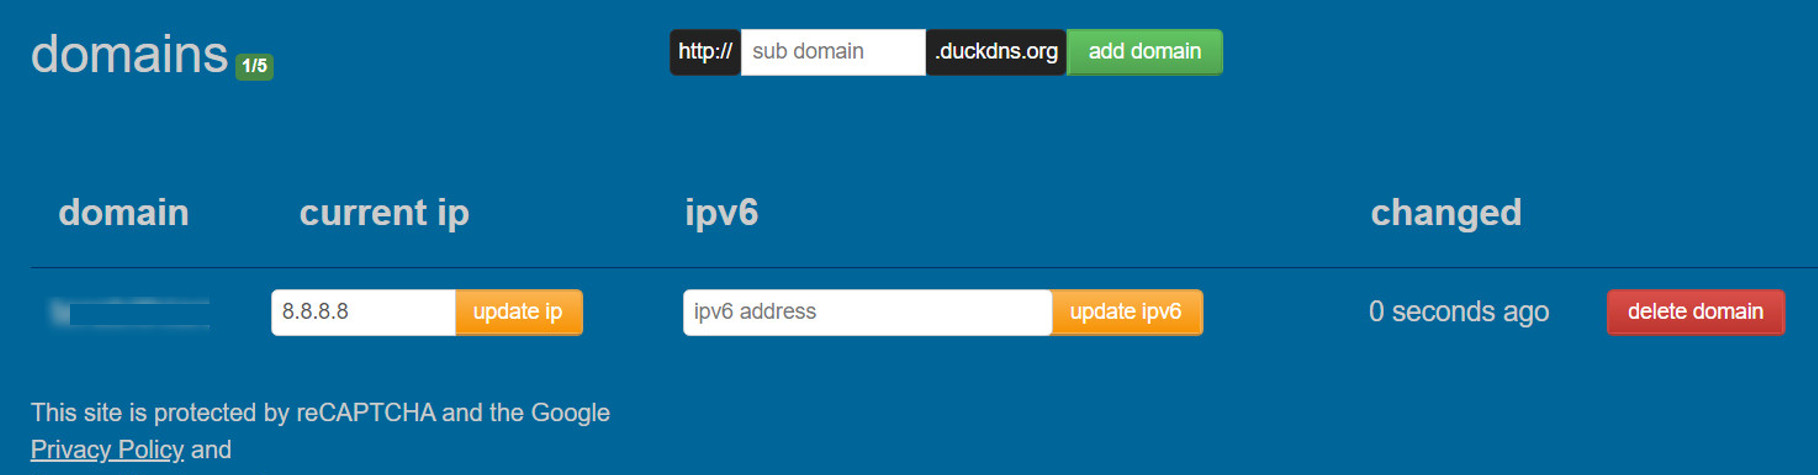 domains 1/5
http:// sub domain .duckdns.org add domain
domain current ip ipv6 changed
8.8.8.8 update ip ipv6 address update ipv6 0 seconds ago delete domain
This site is protected by reCAPTCHA and the Google
Privacy Policy and